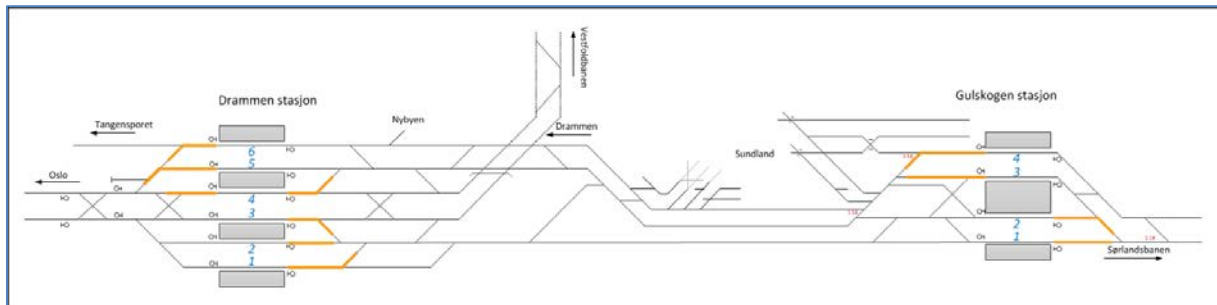 Vestfoldbanen
Drammen stasjon
Gulskogen stasjon
Tangensporet
Nybyen
Drammen
Sundland
Oslo
6
5
4
3
2
1
4
3
2
1
Sørlandsbanen